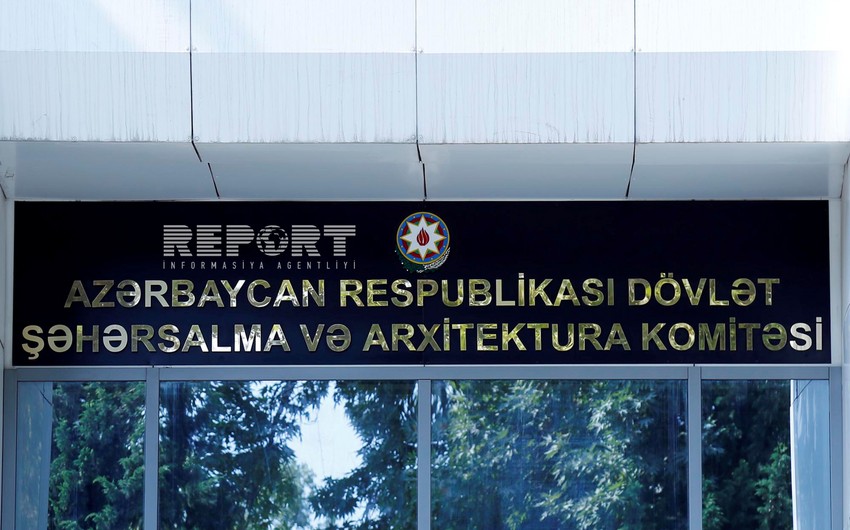 REPORT
İNFORMASİYA AGENTLİYİ
AZƏRBAYCAN RESPUBLİKASI DÖVLƏT
ŞƏHƏRSALMA VƏ ARXİTEKTURA KOMİTƏSİ